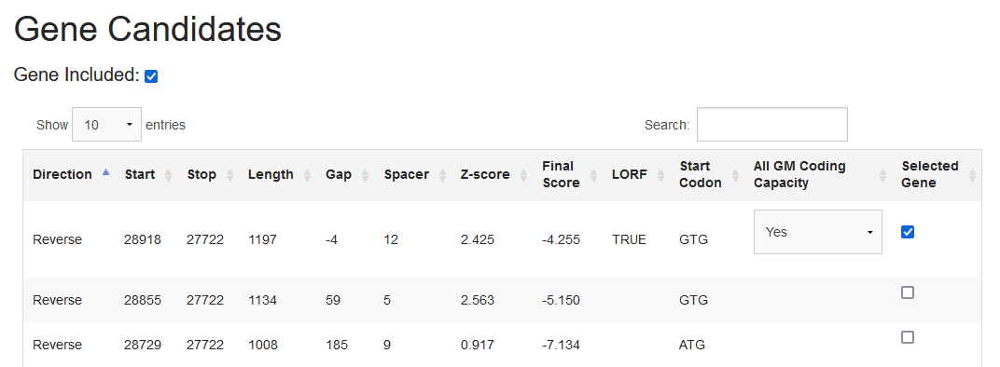 Gene Candidates
Gene Included:
Show 10 entries Search:
Direction Start Stop Length Gap Spacer Z-score Final Score LORF Start Codon All GM Coding Capacity Selected Gene
Reverse 28918 27722 1197 -4 12 2.425 -4.255 TRUE GTG Yes
Reverse 28855 27722 1134 59 5 2.563 -5.150 GTG
Reverse 28729 27722 1008 185 9 0.917 -7.134 ATG